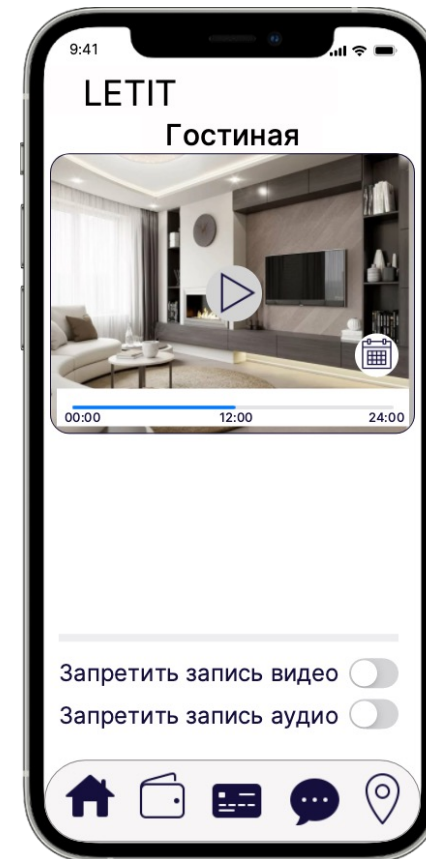 9:41
LETIT
Гостиная
00:00 12:00 24:00
Запретить запись видео
Запретить запись аудио